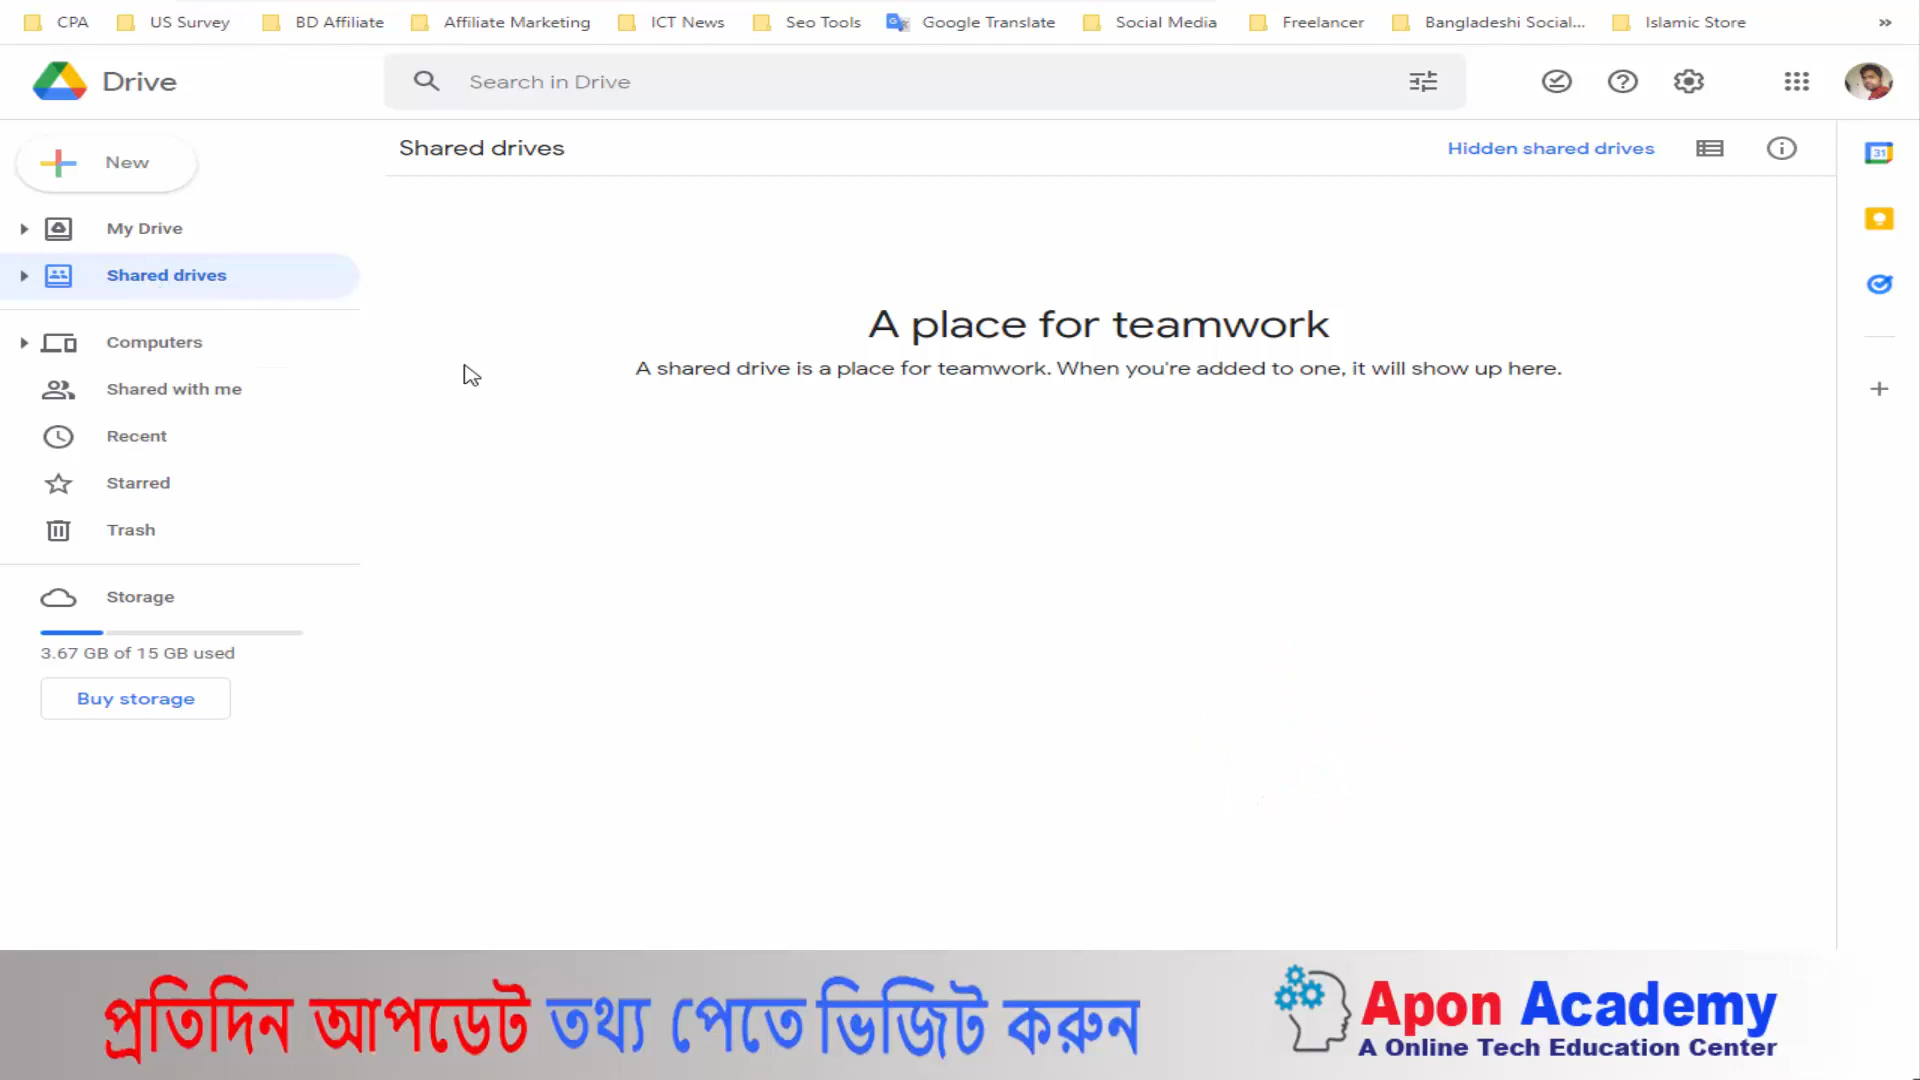 CPA
US Survey
BD Affiliate
Affiliate Marketing
ICT News
Seo Tools
Google Translate
Social Media
Freelancer
Bangladeshi Social...
Islamic Store
»
Drive
Search in Drive
New
Shared drives
Hidden shared drives
31
My Drive
Shared drives
A place for teamwork
A shared drive is a place for teamwork. When you're added to one, it will show up here.
Computers
Shared with me
Recent
Starred
Trash
Storage
3.67 GB of 15 GB used
Buy storage
প্রতিদিন আপডেট তথ্য পেতে ভিজিট করুন
Apon Academy
A Online Tech Education Center